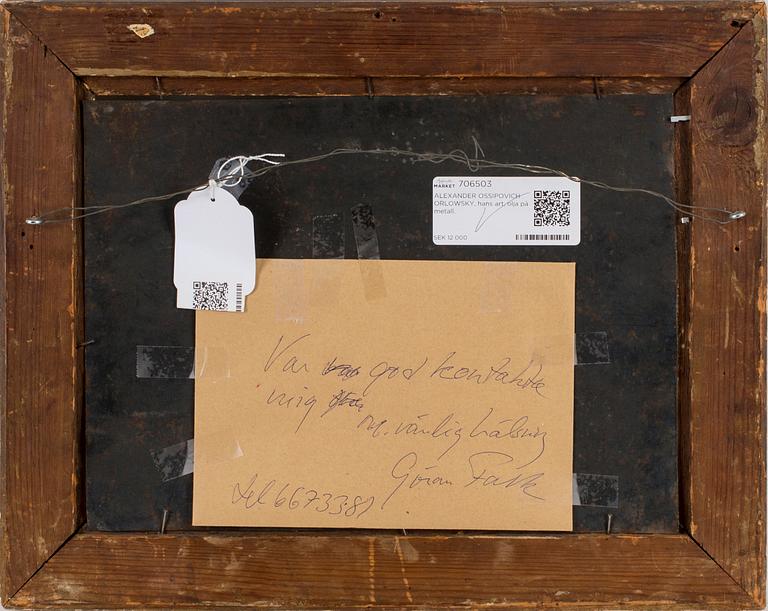 MARKET 706503
ALEXANDER OSSIPOVICH
ORLOWSKY, hans art, olja på
metall.
SEK 12 000
Var god kontakta
mig
m. vänlig hälsning
Göran Falk
tel 6673381